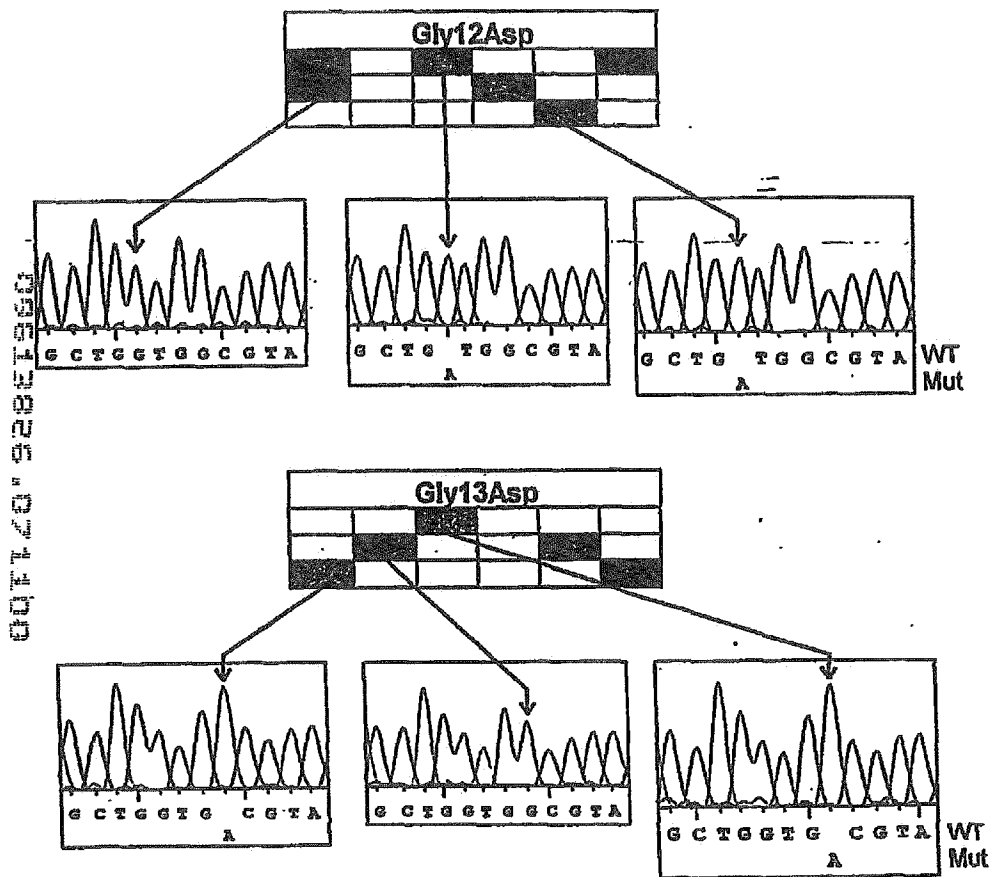 Gly12Asp
G C T G G T G G C G T A
G C T G T G G C G T A
A
G C T G T G G C G T A WT
A Mut
Gly13Asp
G C T G G T G C G T A
A
G C T G G T G G C G T A
G C T G G T G C G T A WT
A Mut